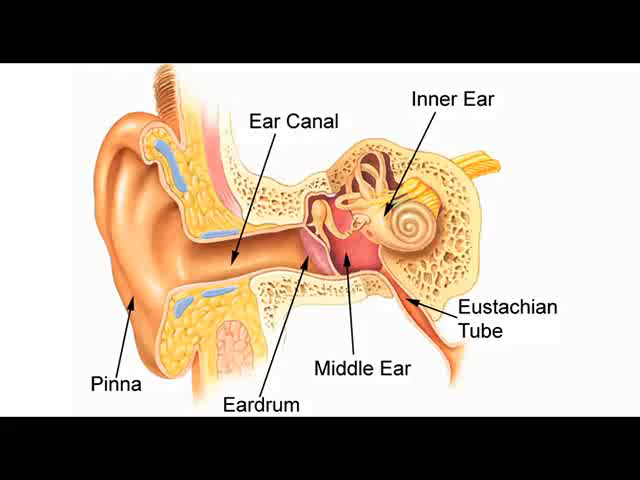 Inner Ear
Ear Canal
Eustachian
Tube
Middle Ear
Pinna
Eardrum